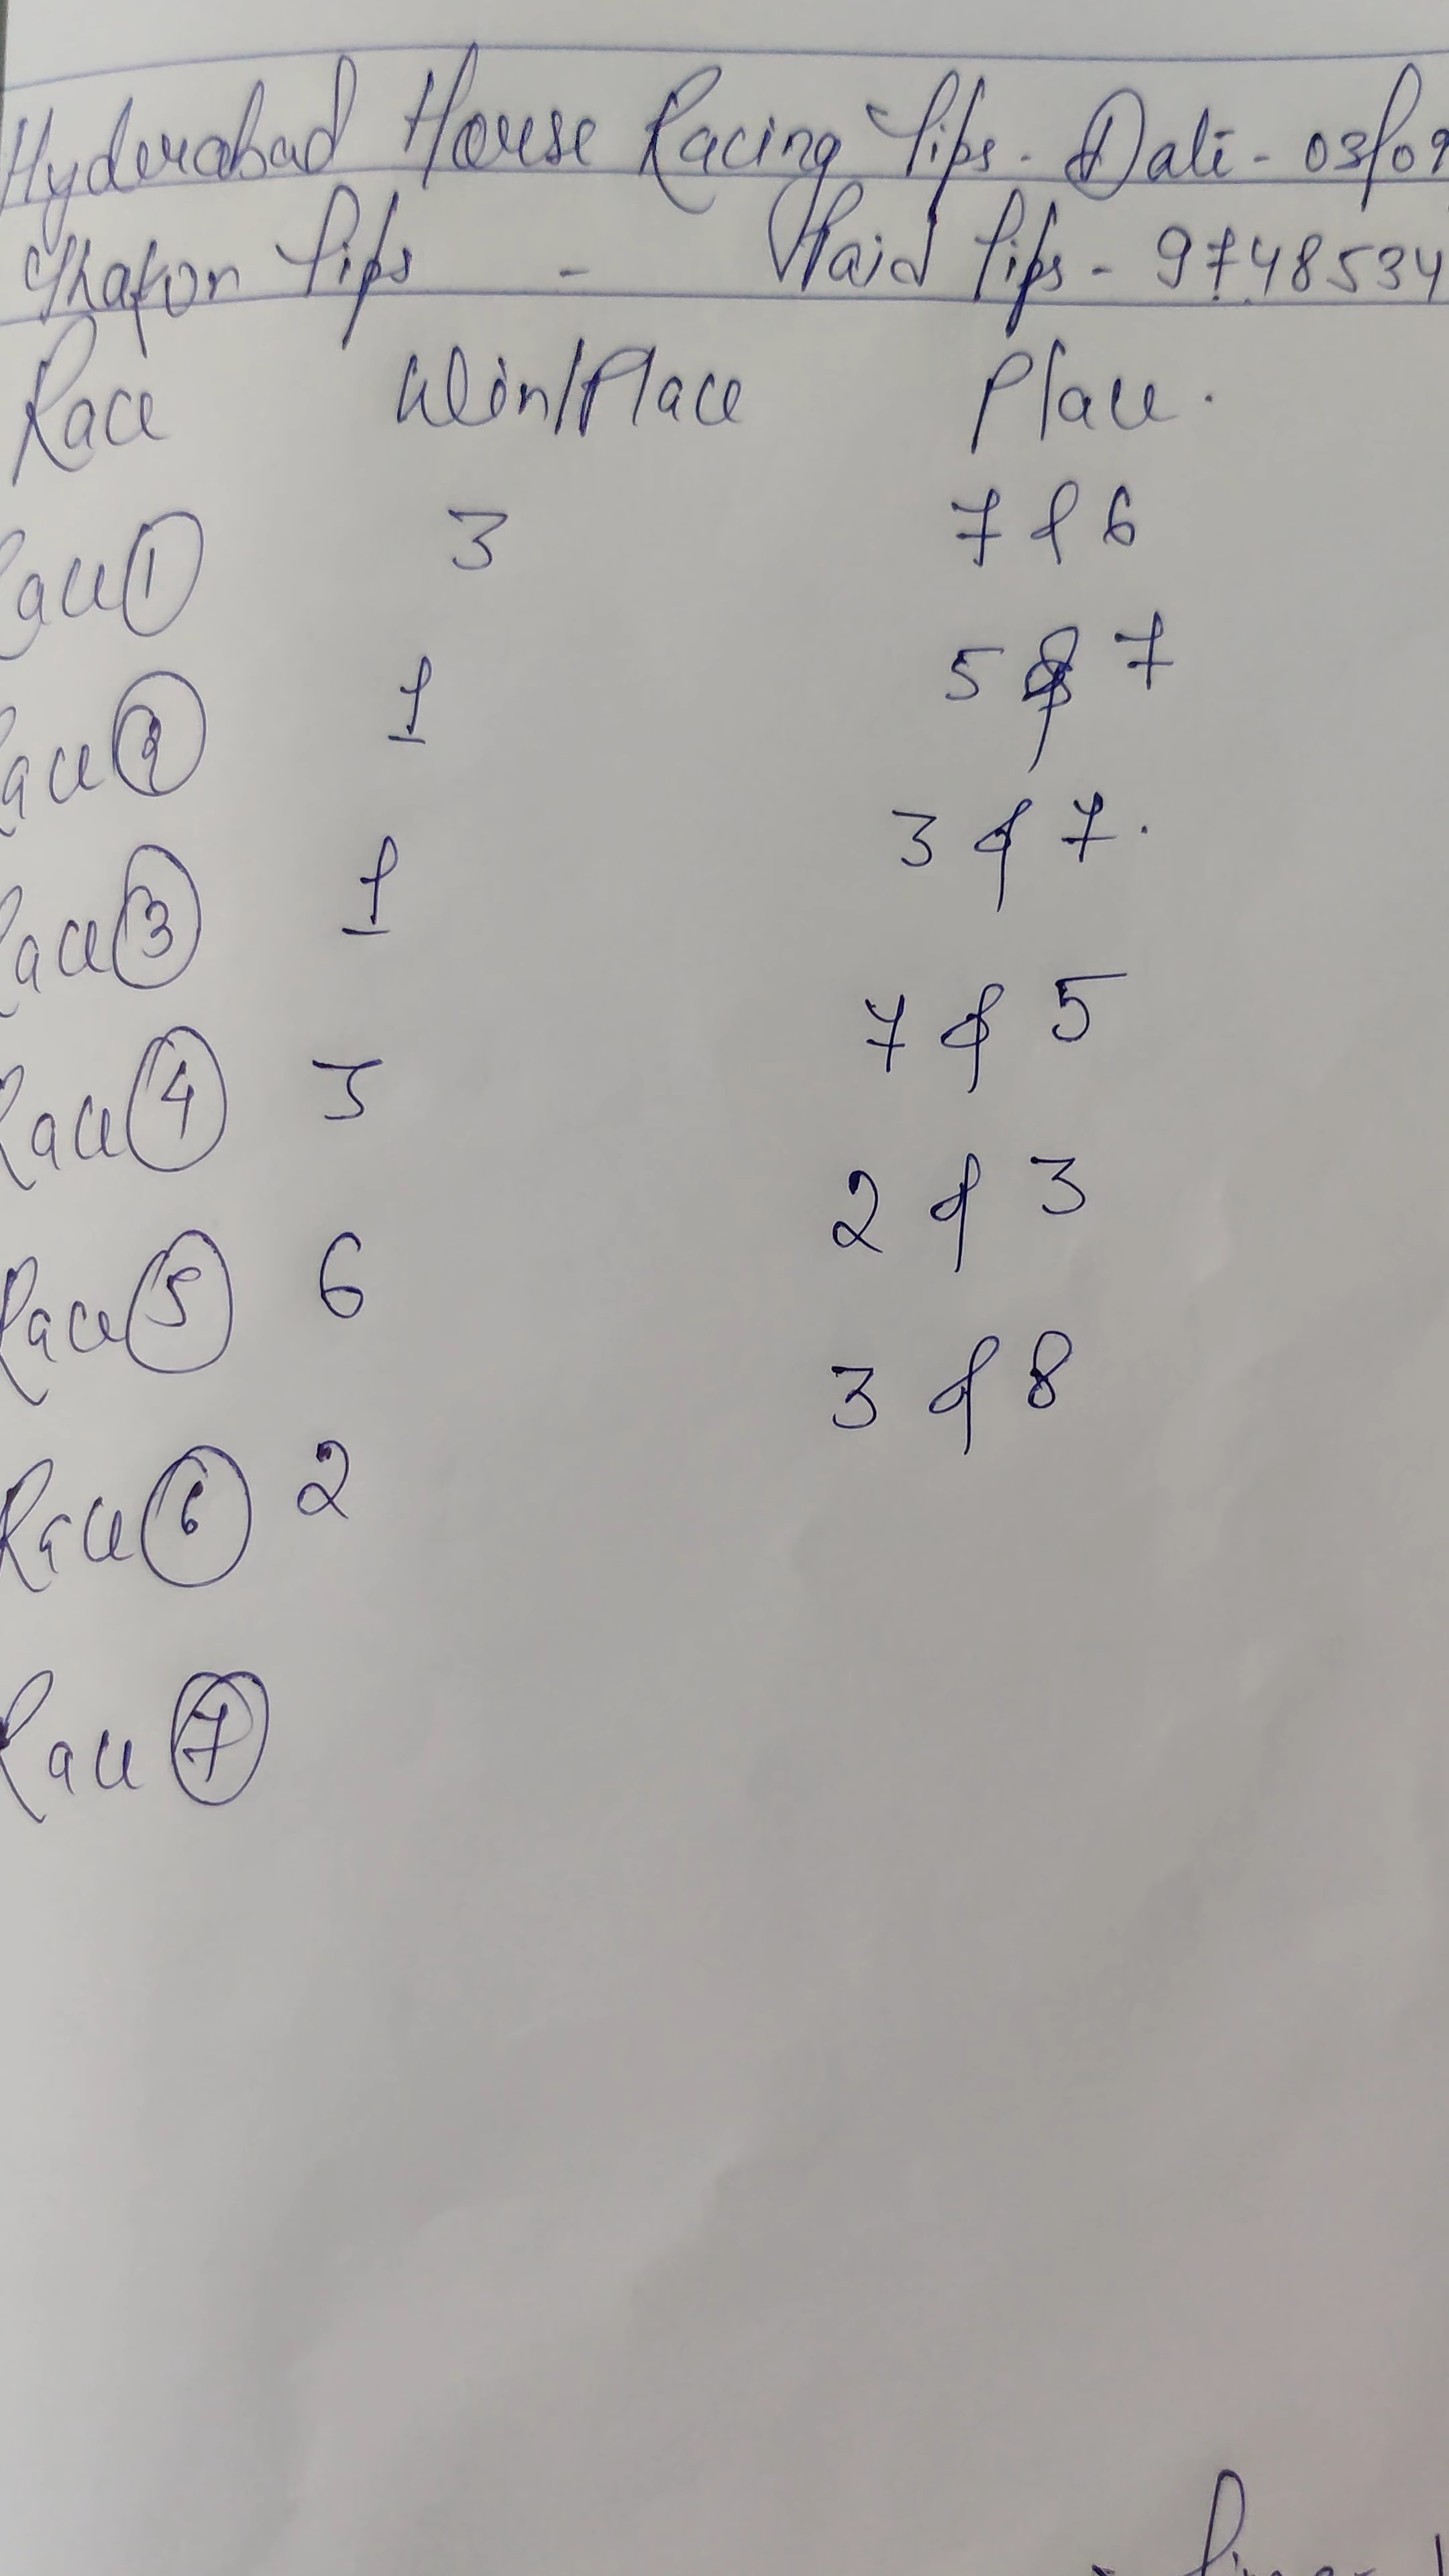 Hyderabad Horse Racing Tips - Date - 03/09
Thakor Tips - Paid Tips - 9748534
Race Win/Place Place.
Race 1 3 7 & 6
Race 2 1 5 & 7
Race 3 1 3 & 7.
Race 4 3 7 & 5
Race 5 6 2 & 3
Race 6 2 3 & 8
Race 7